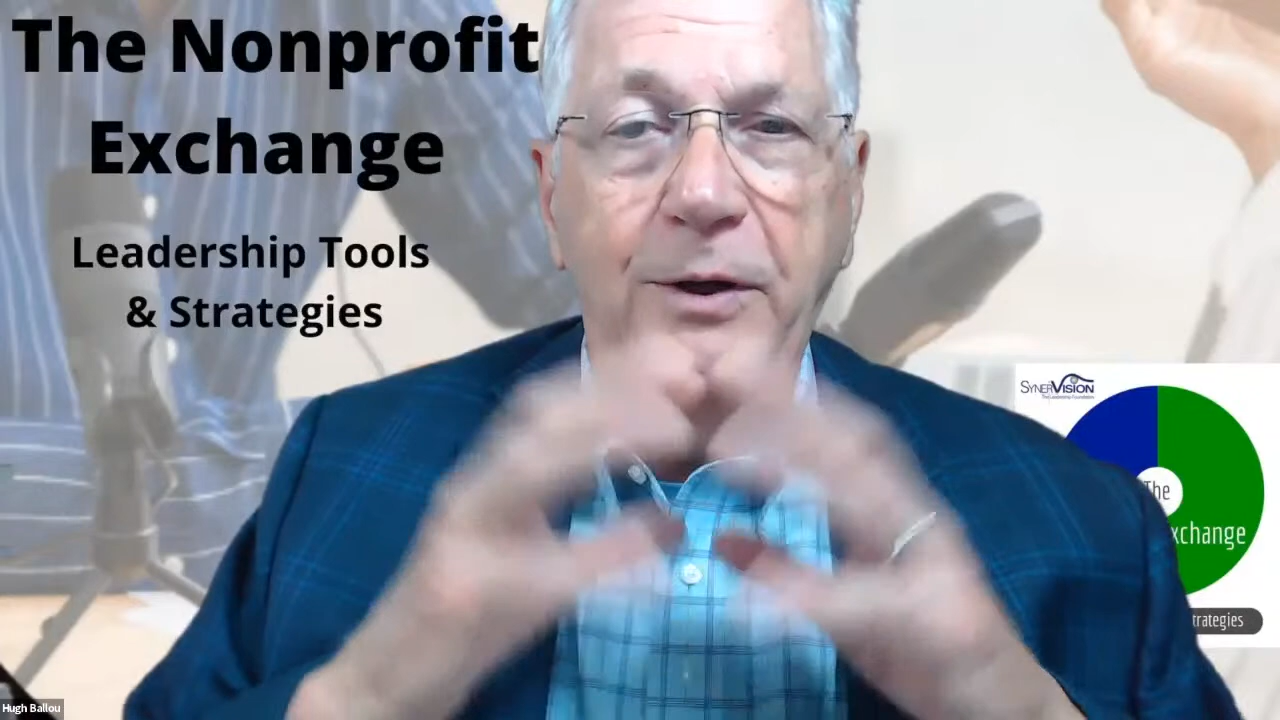 The Nonprofit
Exchange
Leadership Tools
& Strategies
SYNERVISION
The
xchange
trategies
Hugh Ballou